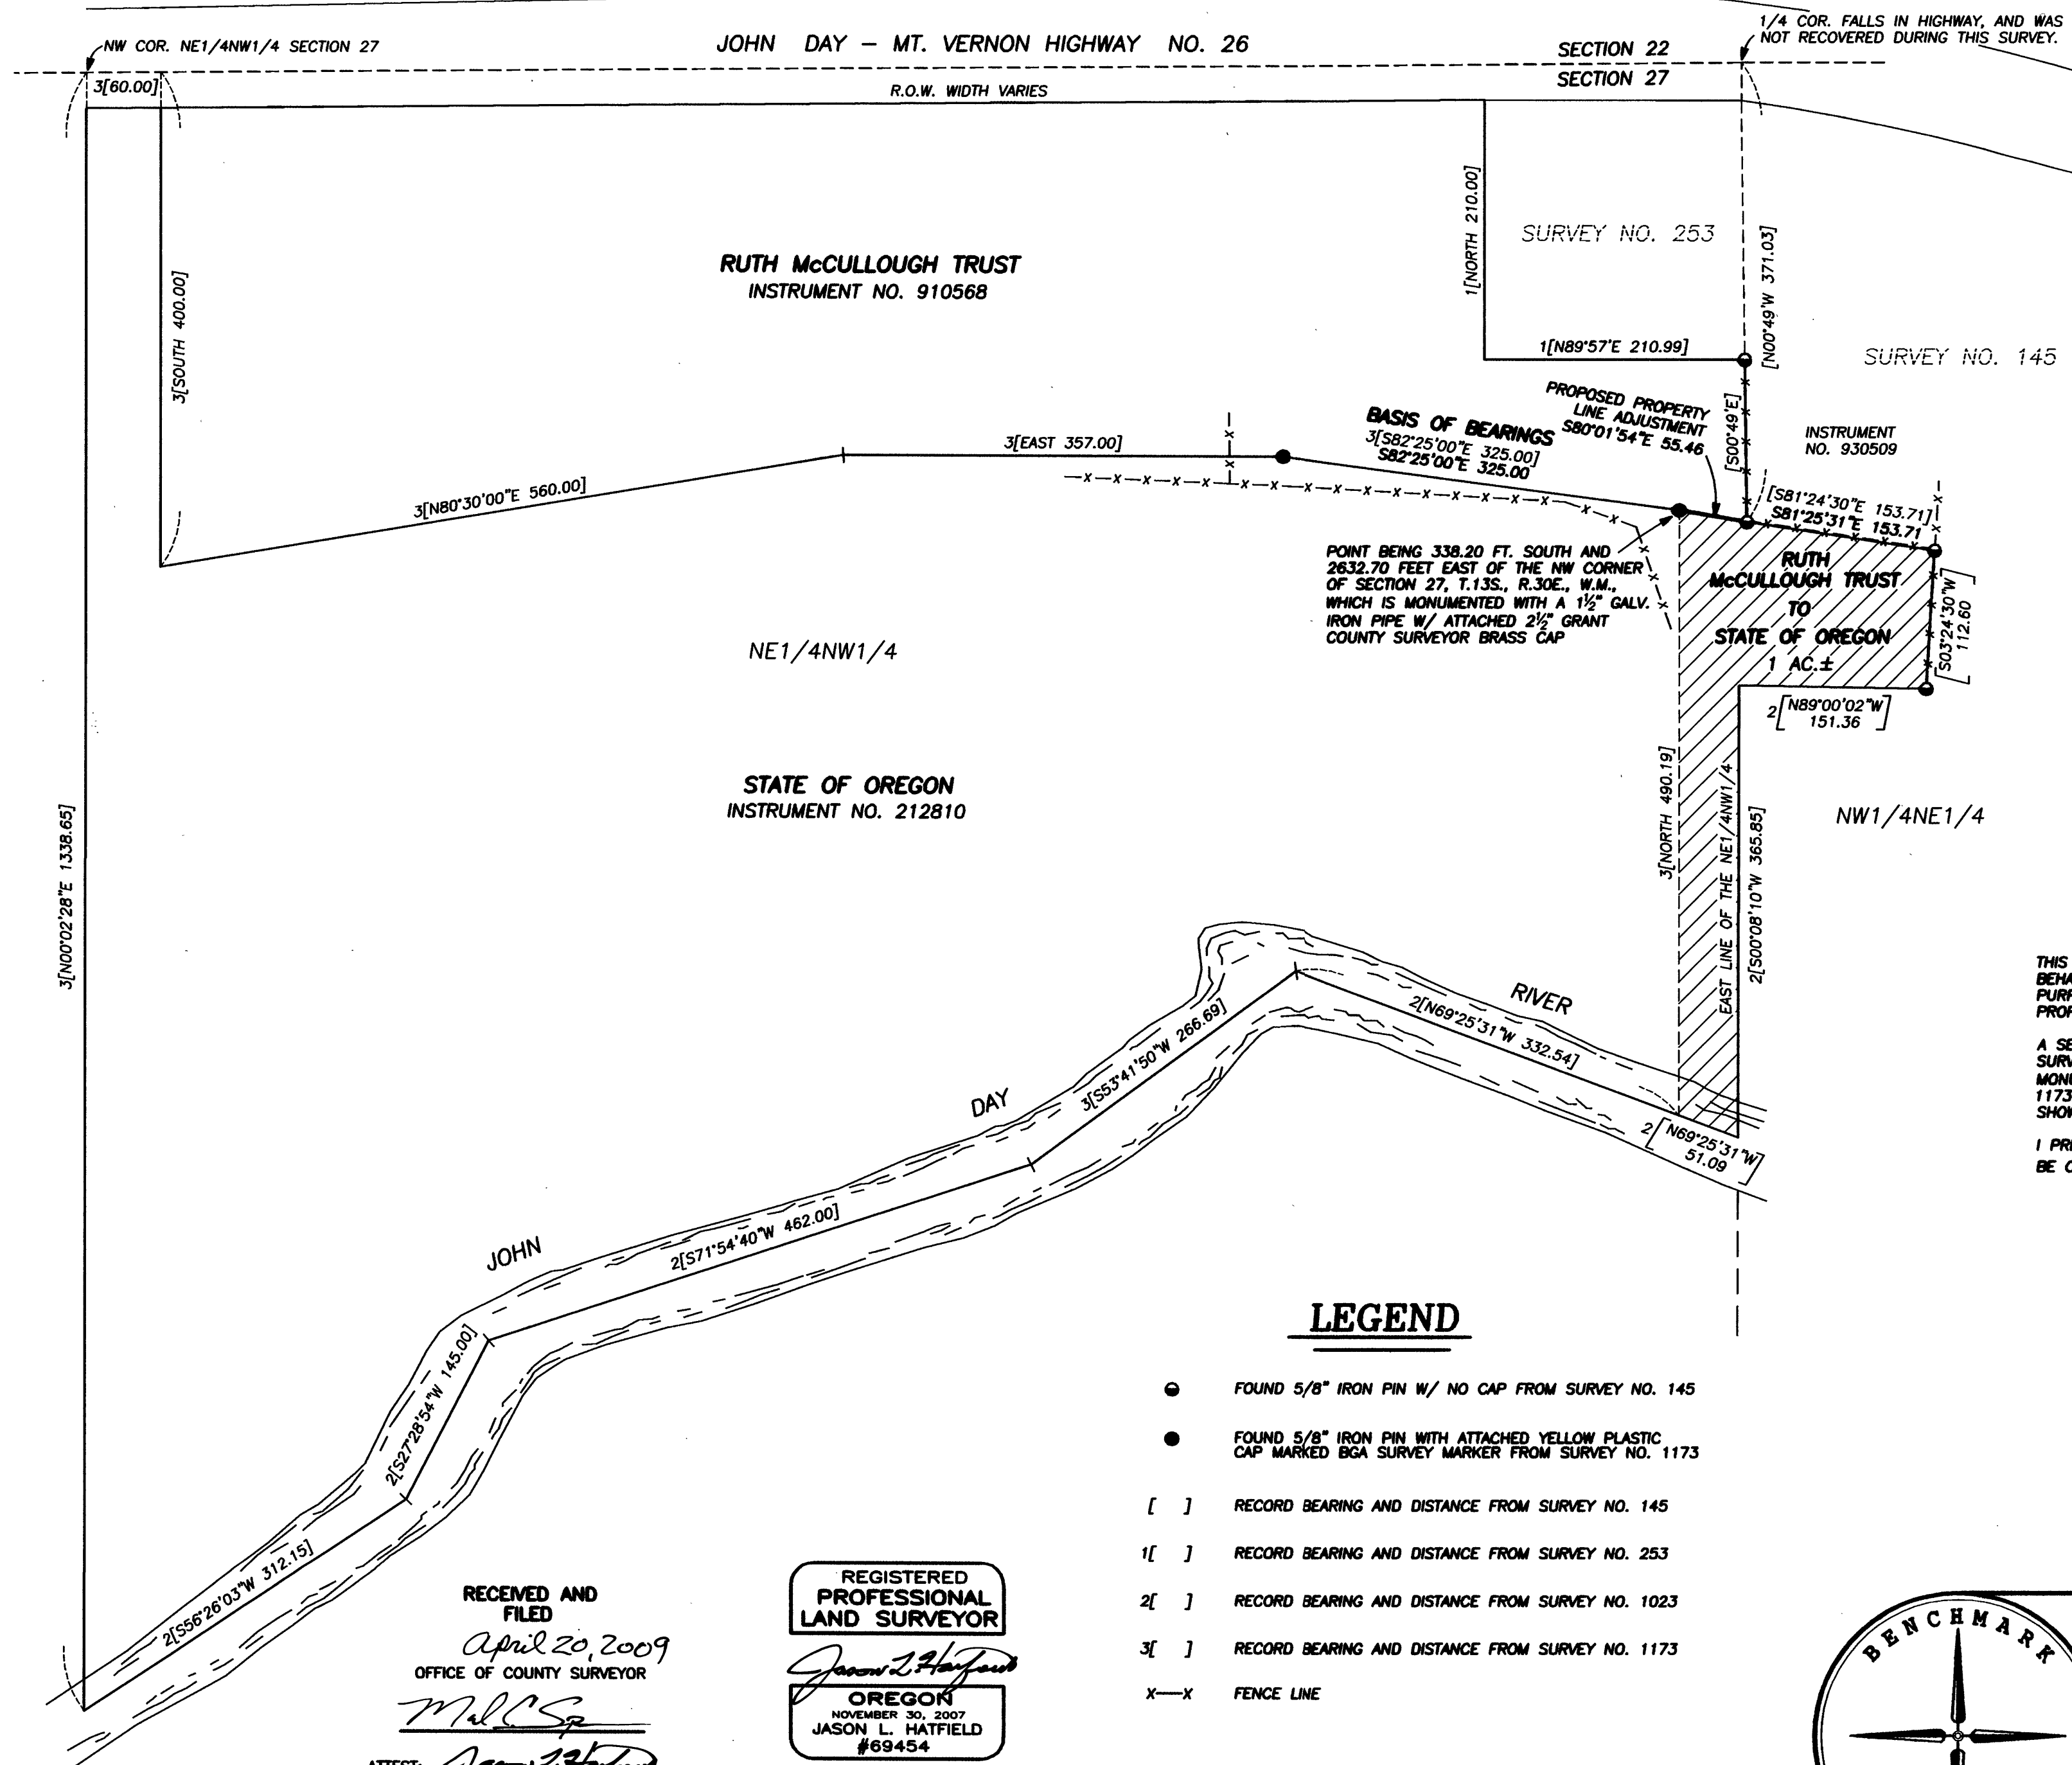 1/4 COR. FALLS IN HIGHWAY, AND WAS
NOT RECOVERED DURING THIS SURVEY.
NW COR. NE1/4NW1/4 SECTION 27
JOHN DAY – MT. VERNON HIGHWAY NO. 26
SECTION 22
SECTION 27
3[60.00]
R.O.W. WIDTH VARIES
3[SOUTH 400.00]
RUTH McCULLOUGH TRUST
INSTRUMENT NO. 910568
1[NORTH 210.00]
SURVEY NO. 253
[N00°49'W 371.03]
1[N89°57'E 210.99]
SURVEY NO. 145
PROPOSED PROPERTY
LINE ADJUSTMENT
S80°01'54"E 55.46
[S00°49'E]
INSTRUMENT
NO. 930509
BASIS OF BEARINGS
3[S82°25'00"E 325.00]
S82°25'00"E 325.00
3[EAST 357.00]
3[N80°30'00"E 560.00]
[S81°24'30"E 153.71]
S81°25'31"E 153.71
POINT BEING 338.20 FT. SOUTH AND
2632.70 FEET EAST OF THE NW CORNER
OF SECTION 27, T.13S., R.30E., W.M.,
WHICH IS MONUMENTED WITH A 1½" GALV.
IRON PIPE W/ ATTACHED 2½" GRANT
COUNTY SURVEYOR BRASS CAP
RUTH
McCULLOUGH TRUST
TO
STATE OF OREGON
1 AC.±
[S03°24'30"W
112.60]
2[N89°00'02"W
151.36]
NE1/4NW1/4
STATE OF OREGON
INSTRUMENT NO. 212810
3[N00°02'28"E 1338.65]
3[NORTH 490.19]
EAST LINE OF THE NE1/4NW1/4
2[S00°08'10"W 365.85]
NW1/4NE1/4
THIS
BEHA
PURP
PROP
A SE
SURV
MONU
1173
SHOW
I PRE
BE C
RIVER
2[N69°25'31"W 332.54]
3[S53°41'50"W 266.69]
DAY
2[N69°25'31"W
51.09]
2[S71°54'40"W 462.00]
JOHN
2[S27°28'54"W 145.00]
2[S56°26'03"W 312.15]
LEGEND
FOUND 5/8" IRON PIN W/ NO CAP FROM SURVEY NO. 145
FOUND 5/8" IRON PIN WITH ATTACHED YELLOW PLASTIC
CAP MARKED BGA SURVEY MARKER FROM SURVEY NO. 1173
[ ] RECORD BEARING AND DISTANCE FROM SURVEY NO. 145
1[ ] RECORD BEARING AND DISTANCE FROM SURVEY NO. 253
2[ ] RECORD BEARING AND DISTANCE FROM SURVEY NO. 1023
3[ ] RECORD BEARING AND DISTANCE FROM SURVEY NO. 1173
X—X FENCE LINE
RECEIVED AND
FILED
April 20, 2009
OFFICE OF COUNTY SURVEYOR
ATTEST:
REGISTERED
PROFESSIONAL
LAND SURVEYOR
Jason L. Hatfield
OREGON
NOVEMBER 30, 2007
JASON L. HATFIELD
#69454
BENCHMARK